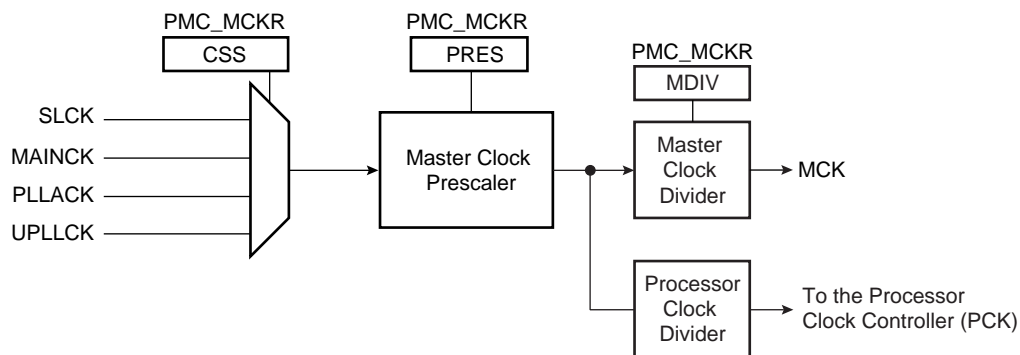 PMC_MCKR
CSS
PMC_MCKR
PRES
PMC_MCKR
MDIV
SLCK
MAINCK
PLLACK
UPLLCK
Master Clock
Prescaler
Master
Clock
Divider
MCK
Processor
Clock
Divider
To the Processor
Clock Controller (PCK)